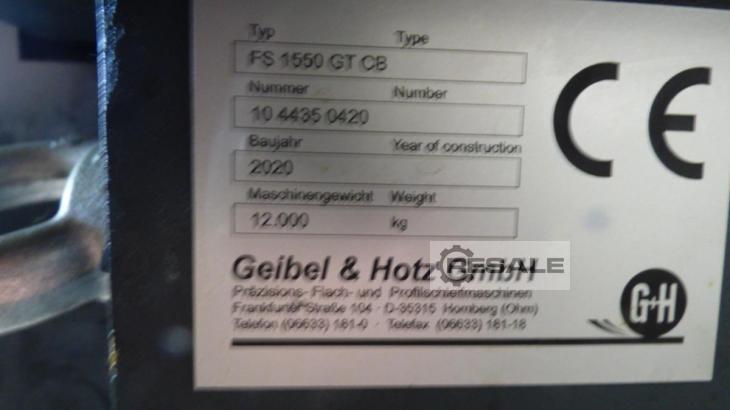 Typ Type
FS 1550 GT CB
Nummer Number
10 4435 0420
Baujahr Year of construction
2020
Maschinengewicht Weight
12.000 kg
CE
Geibel & Hotz GmbH
RESALE
Präzisions-Flach- und Profilschleifmaschinen
Frankfurter Straße 104 · D-35315 Homberg (Ohm)
Telefon (06633) 181-0 · Telefax (06633) 181-18
G+H